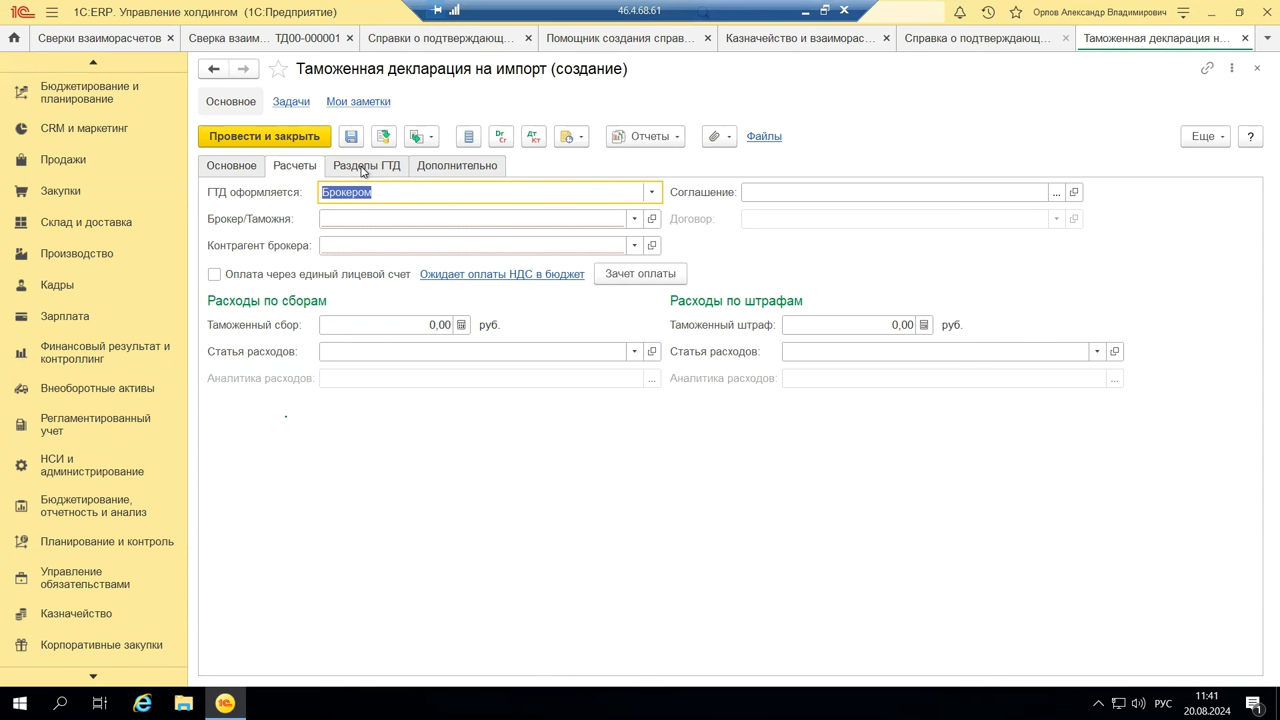 1С:ERP. Управление холдингом (1С:Предприятие)
46.4.68.61
Орлов Александр Владимирович
Сверки взаиморасчетов
Сверка взаим... ТД00-000001
Справки о подтверждающ...
Помощник создания справ...
Казначейство и взаиморас...
Справка о подтверждающ...
Таможенная декларация н...
Бюджетирование и
планирование
CRM и маркетинг
Продажи
Закупки
Склад и доставка
Производство
Кадры
Зарплата
Финансовый результат и
контроллинг
Внеоборотные активы
Регламентированный
учет
НСИ и
администрирование
Бюджетирование,
отчетность и анализ
Планирование и контроль
Управление
обязательствами
Казначейство
Корпоративные закупки
Таможенная декларация на импорт (создание)
Основное
Задачи
Мои заметки
Провести и закрыть
Отчеты
Файлы
Еще
?
Основное
Расчеты
Разделы ГТД
Дополнительно
ГТД оформляется: Брокером
Соглашение:
Брокер/Таможня:
Договор:
Контрагент брокера:
Оплата через единый лицевой счет
Ожидает оплаты НДС в бюджет
Зачет оплаты
Расходы по сборам
Расходы по штрафам
Таможенный сбор: 0,00 руб.
Таможенный штраф: 0,00 руб.
Статья расходов:
Статья расходов:
Аналитика расходов:
Аналитика расходов:
РУС
11:41
20.08.2024
1